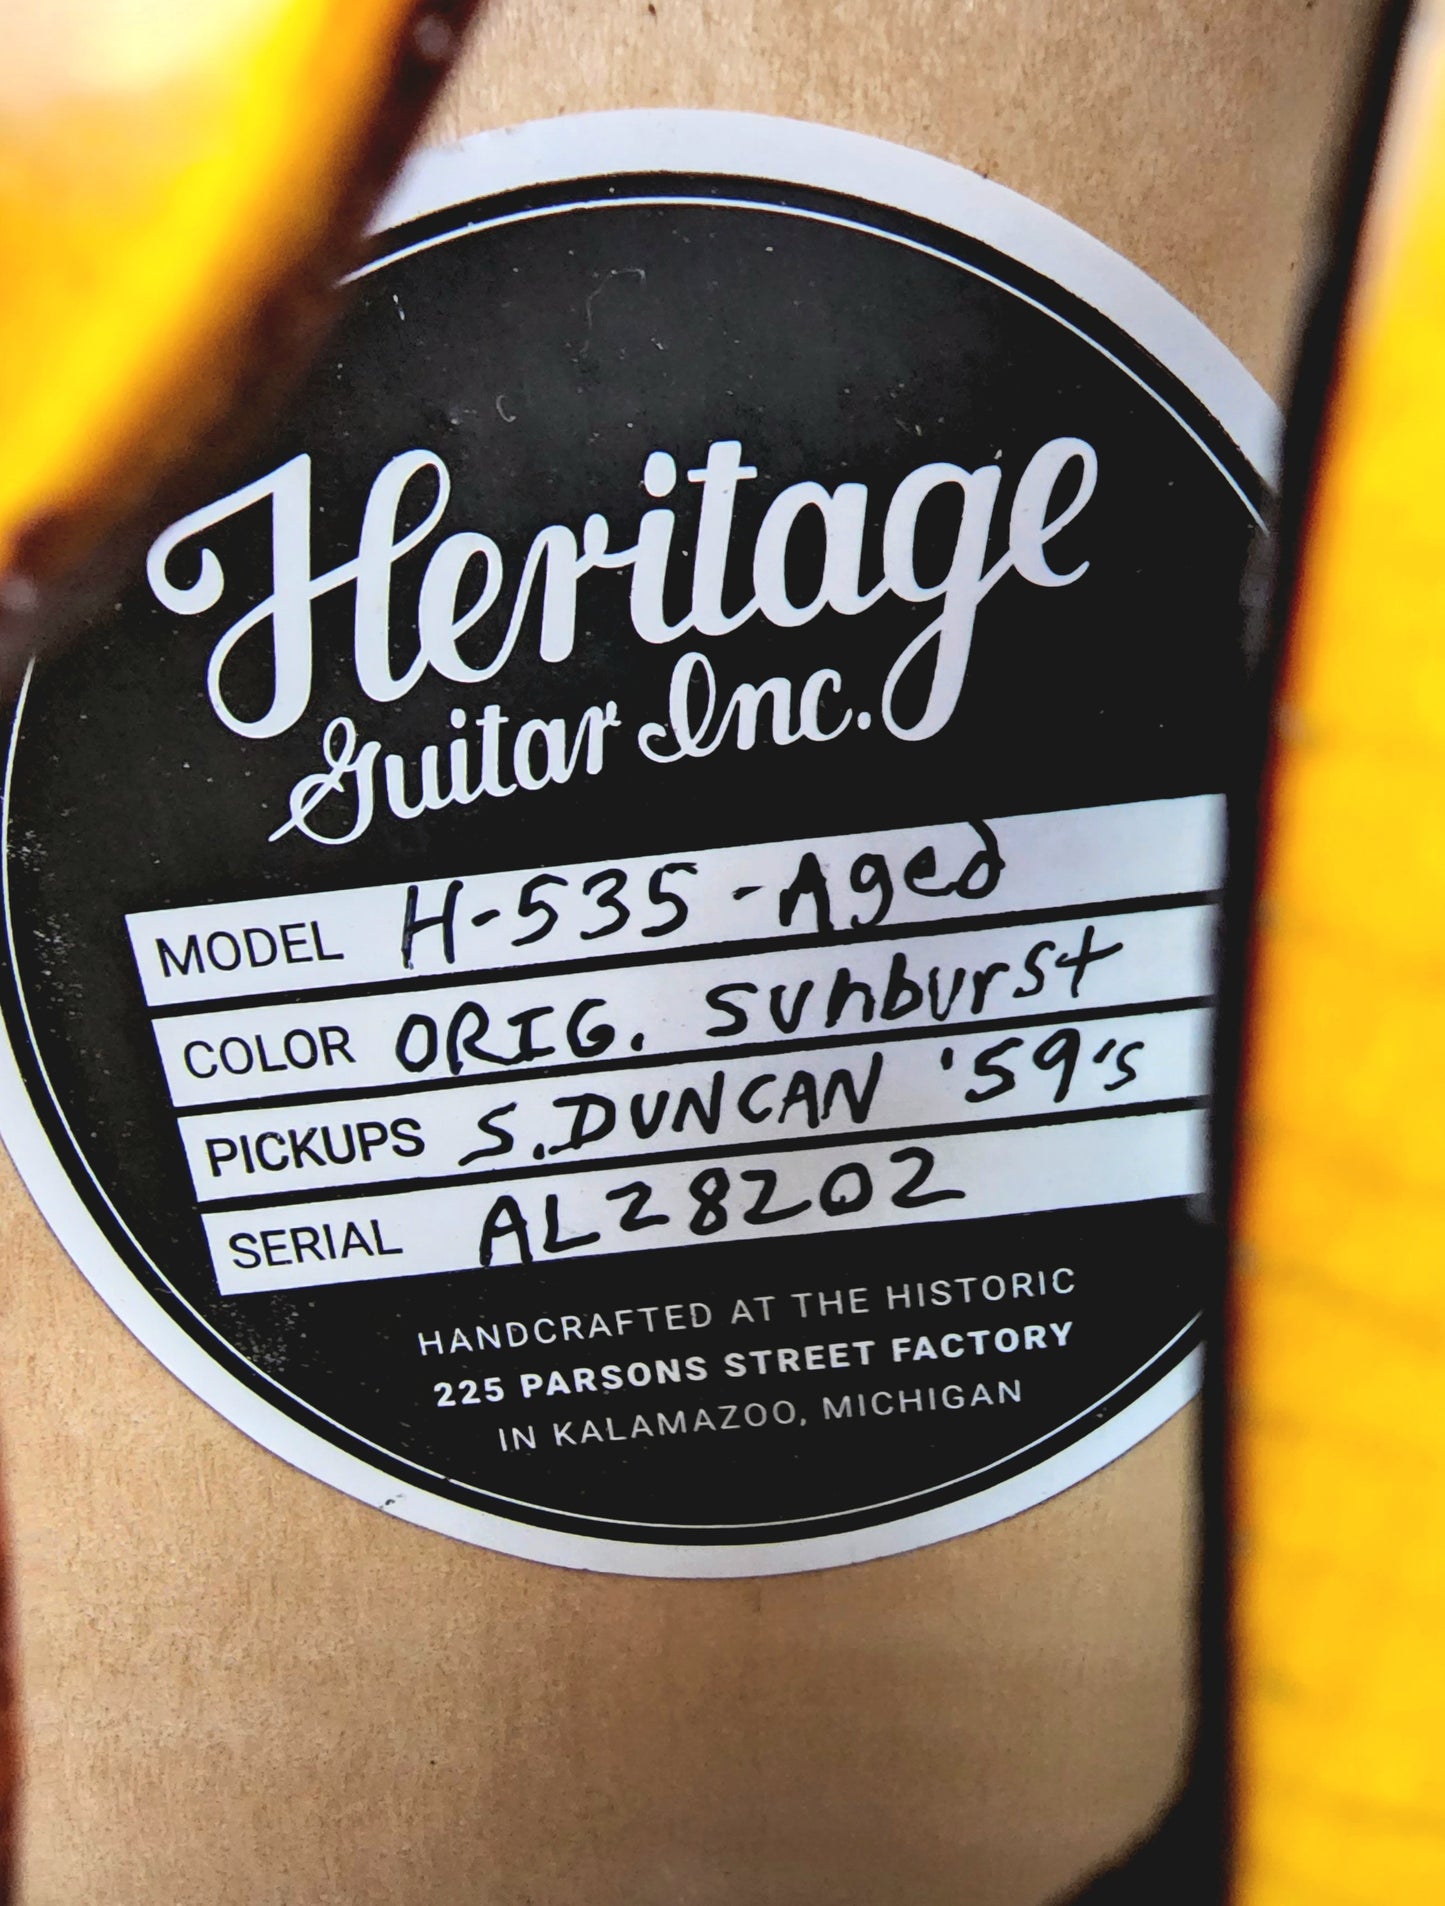 Heritage
Guitar Inc.
MODEL H-535-Aged
COLOR ORIG. Sunburst
PICKUPS S.DUNCAN '59's
SERIAL AL28202
HANDCRAFTED AT THE HISTORIC
225 PARSONS STREET FACTORY
IN KALAMAZOO, MICHIGAN